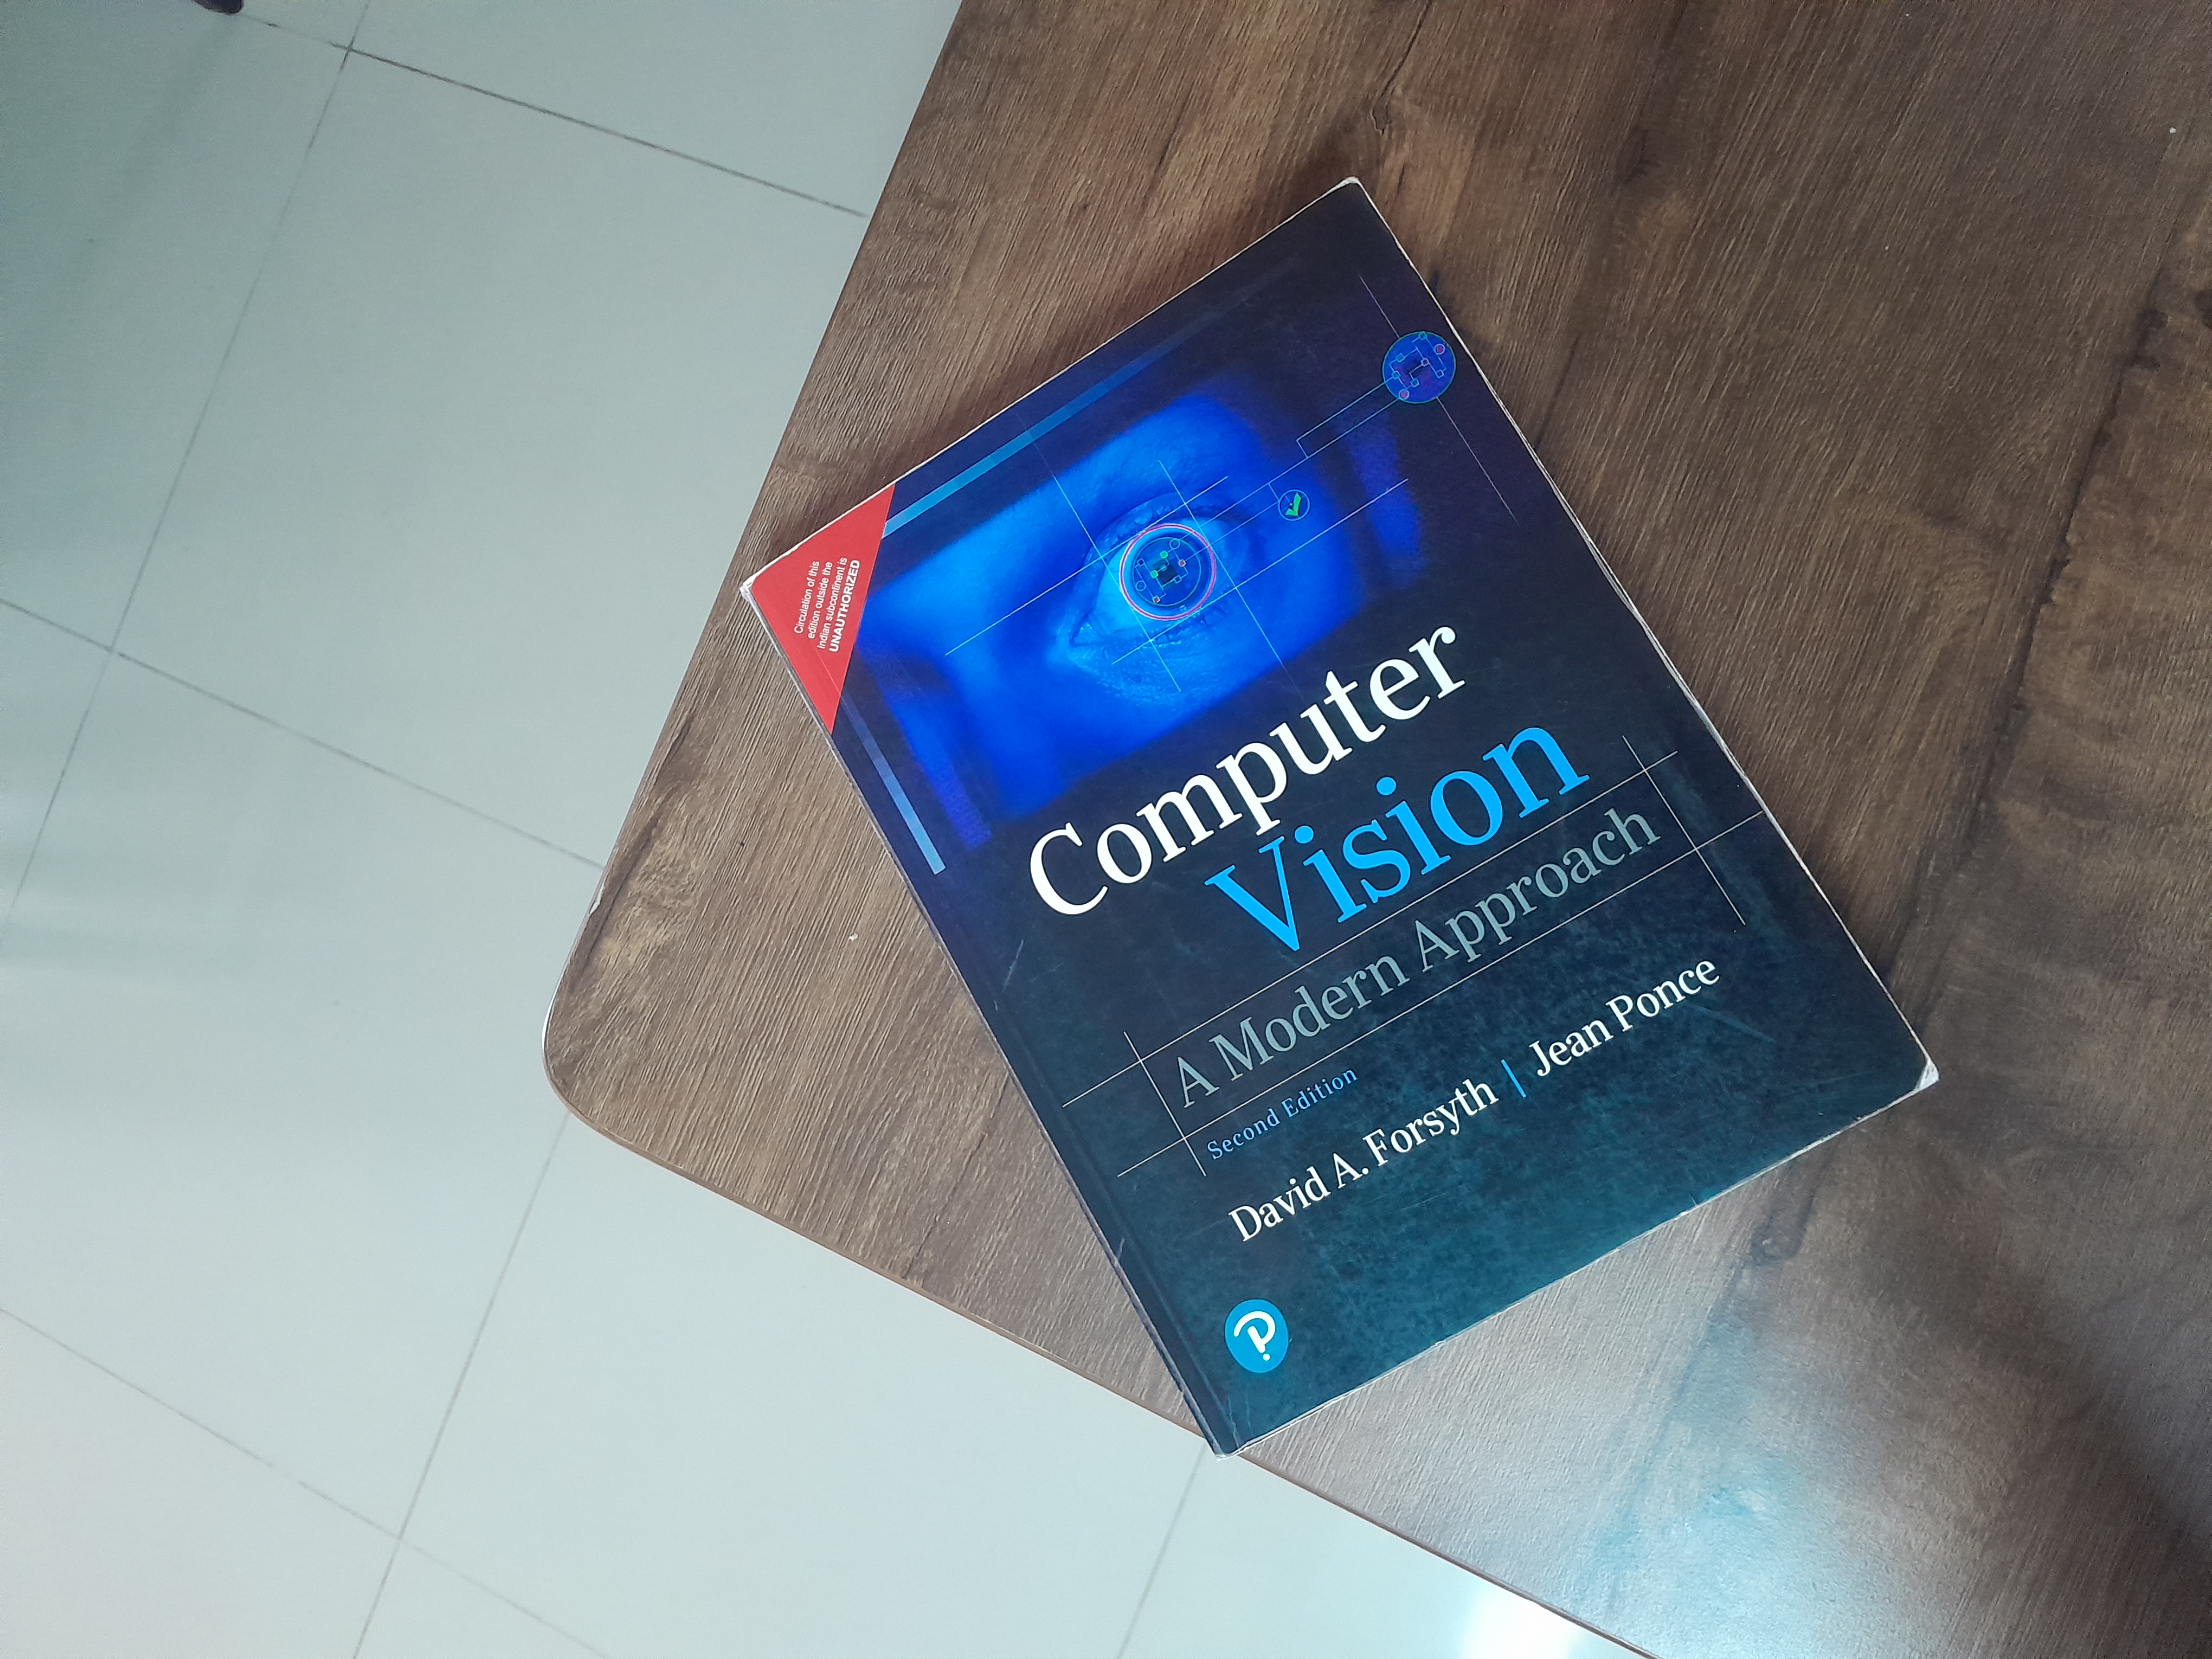 Circulation of this
edition outside the
Indian subcontinent is
UNAUTHORIZED
Computer
Vision
A Modern Approach
Second Edition
David A. Forsyth | Jean Ponce